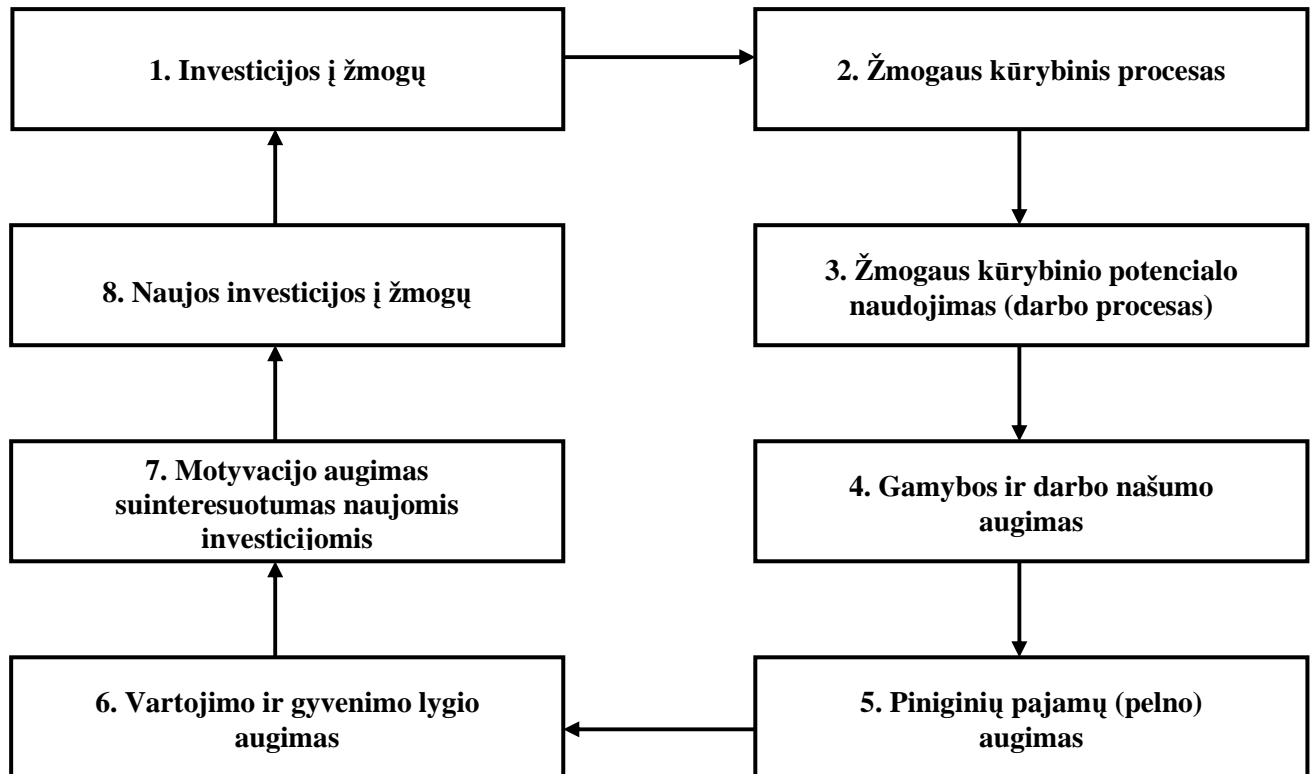 1. Investicijos į žmogų
2. Žmogaus kūrybinis procesas
3. Žmogaus kūrybinio potencialo
naudojimas (darbo procesas)
4. Gamybos ir darbo našumo
augimas
5. Piniginių pajamų (pelno)
augimas
6. Vartojimo ir gyvenimo lygio
augimas
7. Motyvacijo augimas
suinteresuotumas naujomis
investicijomis
8. Naujos investicijos į žmogų